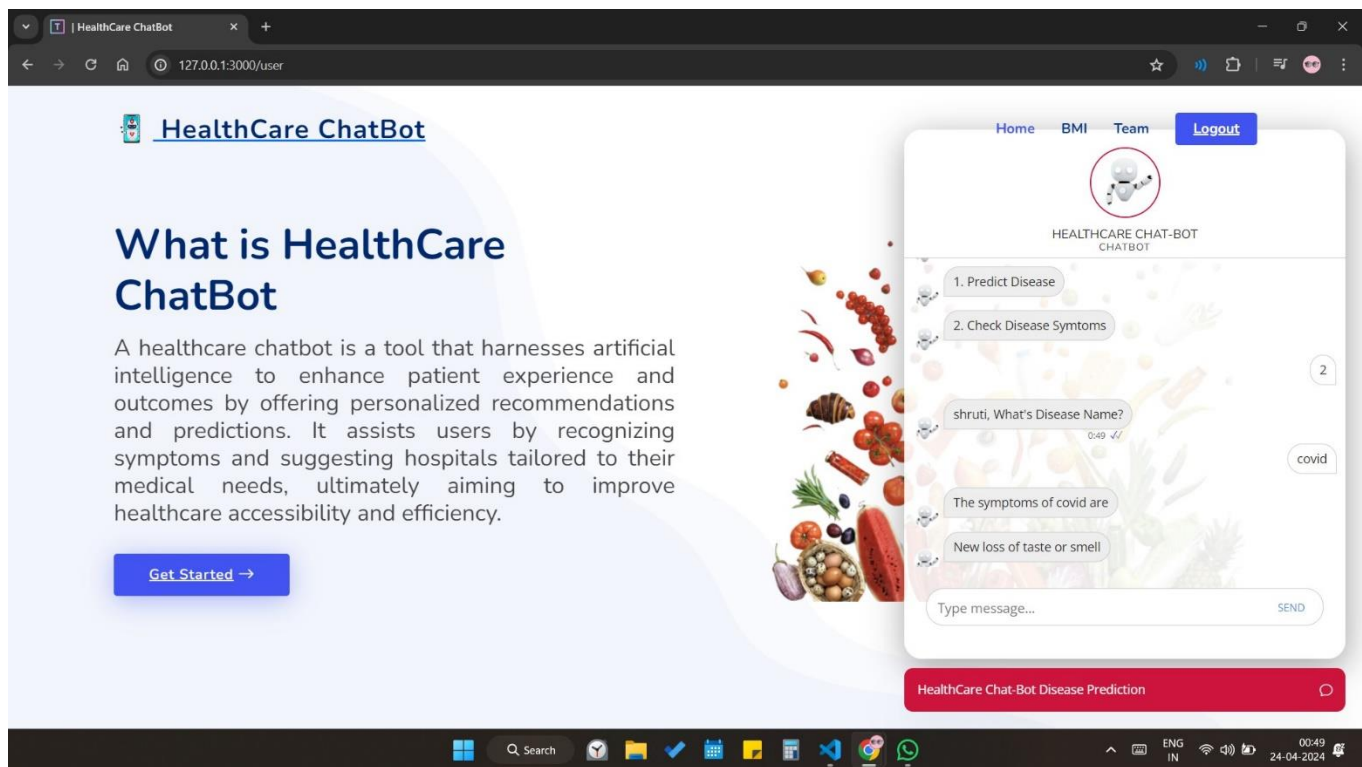 | HealthCare ChatBot
127.0.0.1:3000/user
HealthCare ChatBot
Home BMI Team Logout
What is HealthCare
ChatBot
A healthcare chatbot is a tool that harnesses artificial
intelligence to enhance patient experience and
outcomes by offering personalized recommendations
and predictions. It assists users by recognizing
symptoms and suggesting hospitals tailored to their
medical needs, ultimately aiming to improve
healthcare accessibility and efficiency.
Get Started →
HEALTHCARE CHAT-BOT
CHATBOT
1. Predict Disease
2. Check Disease Symtoms
2
shruti, What's Disease Name?
0:49
covid
The symptoms of covid are
New loss of taste or smell
Type message... SEND
HealthCare Chat-Bot Disease Prediction
Search
ENG
IN
00:49
24-04-2024